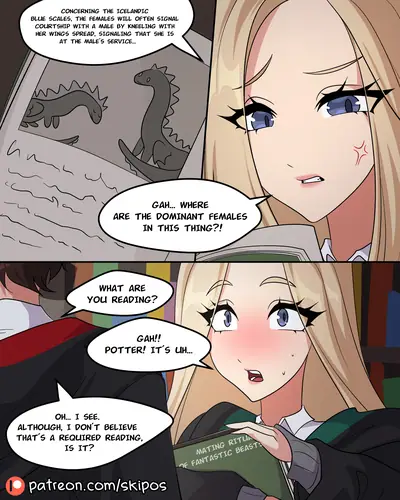 CONCERNING THE ICELANDIC
BLUE SCALES, THE FEMALES WILL OFTEN SIGNAL
COURTSHIP WITH A MALE BY KNEELING WITH
HER WINGS SPREAD, SIGNALING THAT SHE IS
AT THE MALE'S SERVICE...
GAH... WHERE
ARE THE DOMINANT FEMALES
IN THIS THING?!
WHAT ARE
YOU READING?
GAH!!
POTTER! IT'S UH...
OH... I SEE.
ALTHOUGH, I DON'T BELIEVE
THAT'S A REQUIRED READING,
IS IT?
MATING RITU
OF FANTASTIC BEAST
patreon.com/skipos